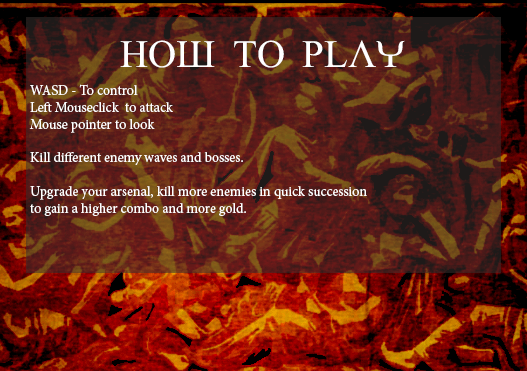 HOW TO PLAY
WASD - To control
Left Mouseclick to attack
Mouse pointer to look
Kill different enemy waves and bosses.
Upgrade your arsenal, kill more enemies in quick succession
to gain a higher combo and more gold.